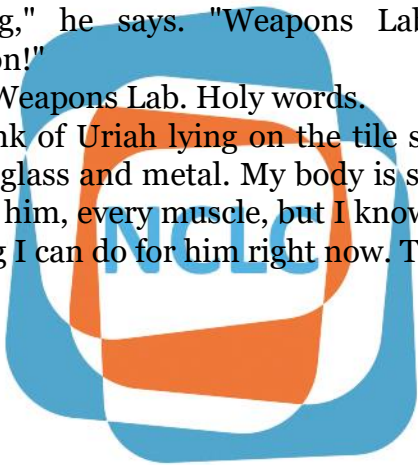 g," he says. "Weapons Lab
on!"
Weapons Lab. Holy words.
nk of Uriah lying on the tile s
glass and metal. My body is s
him, every muscle, but I know
g I can do for him right now. T
NCLC